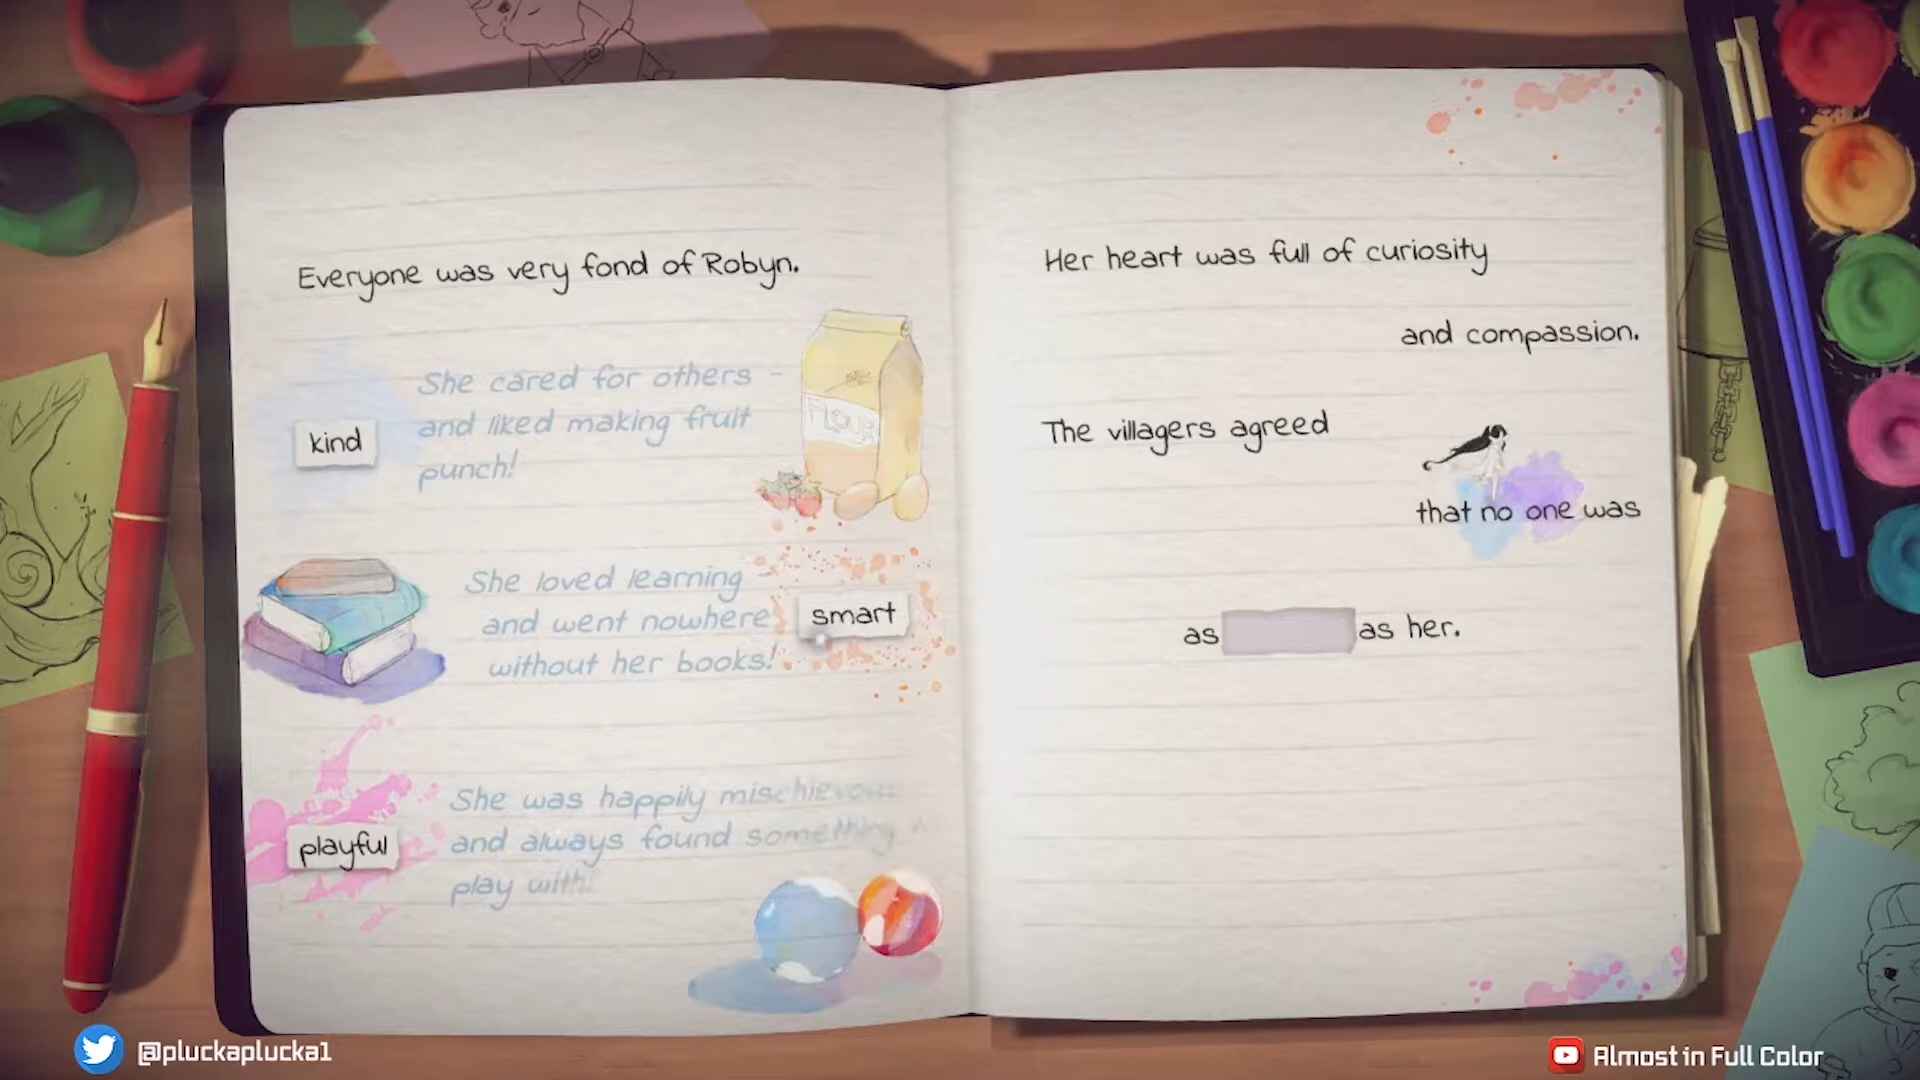 Everyone was very fond of Robyn.
kind
She cared for others -
and liked making fruit
punch!
FLOUR
She loved learning -
and went nowhere
without her books!
smart
playful
She was happily mischievous
and always found something
play with
Her heart was full of curiosity
and compassion.
The villagers agreed
that no one was
as
as her.
@pluckaplucka1
Almost in Full Color